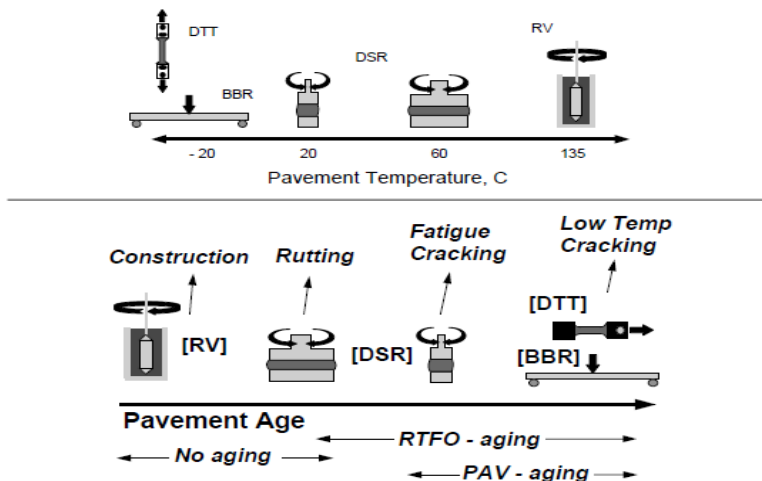 DTT
RV
DSR
BBR
- 20 20 60 135
Pavement Temperature, C
Construction Rutting Fatigue Cracking Low Temp Cracking
[RV] [DSR] [DTT]
[BBR]
Pavement Age
RTFO - aging
No aging
PAV - aging